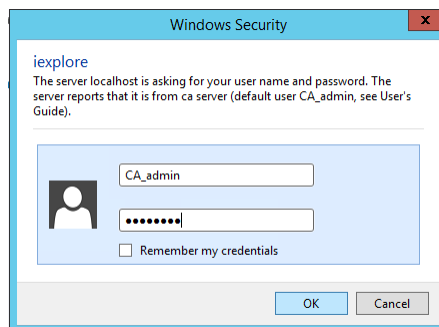 Windows Security
x
iexplore
The server localhost is asking for your user name and password. The
server reports that it is from ca server (default user CA_admin, see User's
Guide).
CA_admin
••••••••
Remember my credentials
OK Cancel